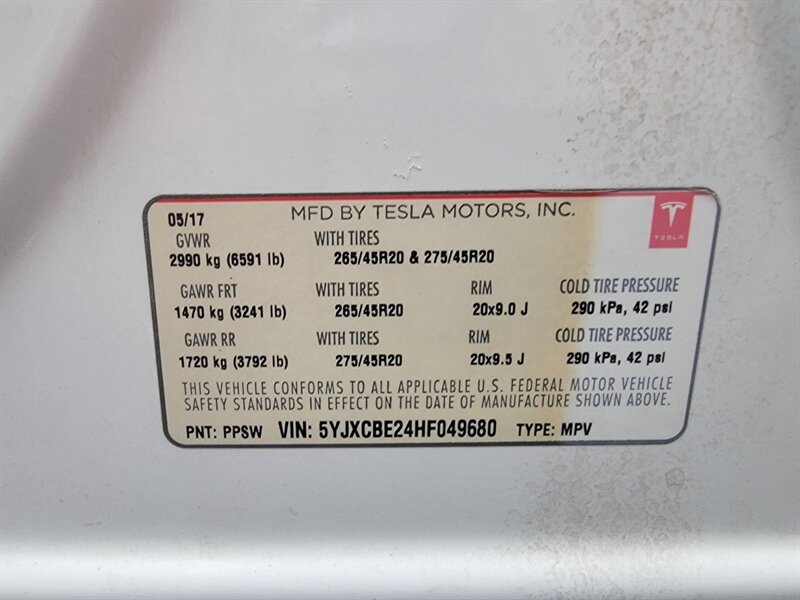 05/17 MFD BY TESLA MOTORS, INC.
TESLA
GVWR WITH TIRES
2990 kg (6591 lb) 265/45R20 & 275/45R20
GAWR FRT WITH TIRES RIM COLD TIRE PRESSURE
1470 kg (3241 lb) 265/45R20 20x9.0 J 290 kPa, 42 psi
GAWR RR WITH TIRES RIM COLD TIRE PRESSURE
1720 kg (3792 lb) 275/45R20 20x9.5 J 290 kPa, 42 psi
THIS VEHICLE CONFORMS TO ALL APPLICABLE U.S. FEDERAL MOTOR VEHICLE
SAFETY STANDARDS IN EFFECT ON THE DATE OF MANUFACTURE SHOWN ABOVE.
PNT: PPSW VIN: 5YJXCBE24HF049680 TYPE: MPV